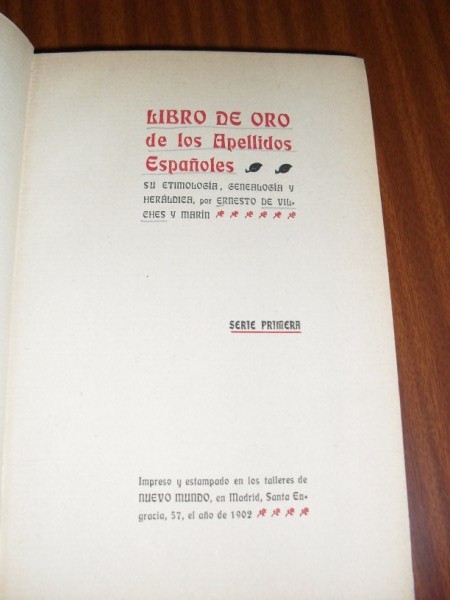 LIBRO DE ORO
de los Apellidos
Españoles
SU ETIMOLOGÍA, GENEALOGÍA Y
HERÁLDICA, por ERNESTO DE VIL-
CHES Y MARÍN
SERIE PRIMERA
Impreso y estampado en los talleres de
NUEVO MUNDO, en Madrid, Santa En-
gracia, 57, el año de 1902